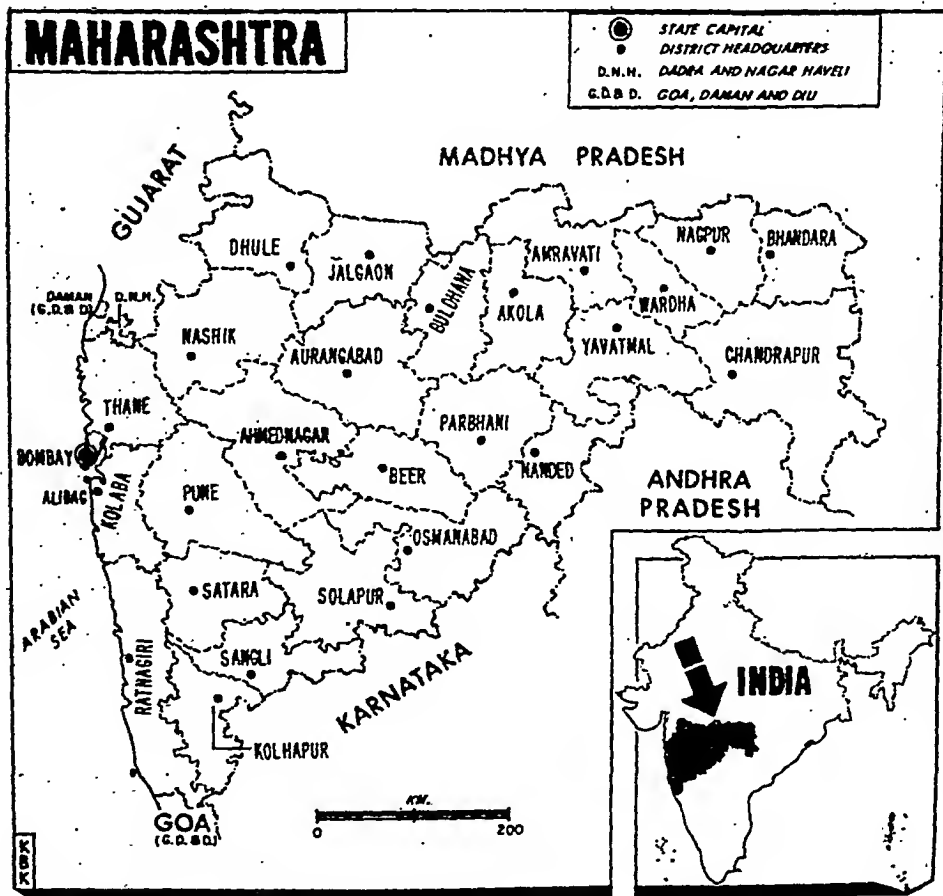 MAHARASHTRA
STATE CAPITAL
DISTRICT HEADQUARTERS
D.N.H. DADRA AND NAGAR HAVELI
G.D.& D. GOA, DAMAN AND DIU
MADHYA PRADESH
GUJARAT
DHULE
JALGAON
BULDHANA
AKOLA
AMRAVATI
WARDHA
NAGPUR
BHANDARA
DAMAN
(G.D.& D.)
D.N.H.
NASHIK
AURANGABAD
YAVATMAL
CHANDRAPUR
THANE
AHMEDNAGAR
PARBHANI
NANDED
BOMBAY
ALIBAG
KOLABA
PUNE
BEER
OSMANABAD
ANDHRA
PRADESH
SATARA
SOLAPUR
ARABIAN
SEA
RATNAGIRI
SANGLI
KARNATAKA
INDIA
KOLHAPUR
GOA
(G.D.& D.)
KM.
0 200
KBK